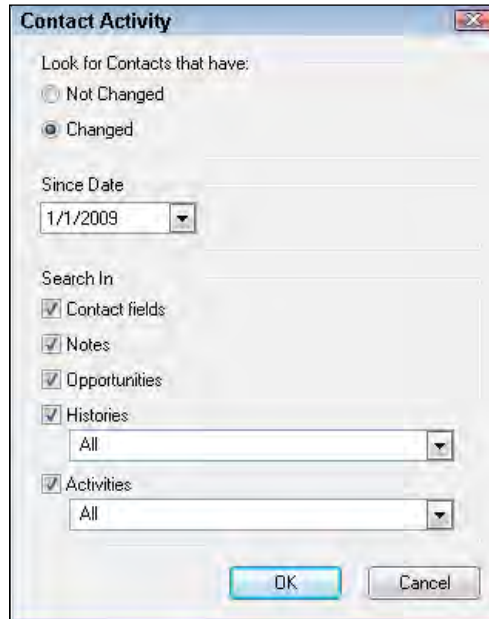 Contact Activity
Look for Contacts that have:
Not Changed
Changed
Since Date
1/1/2009
Search In
Contact fields
Notes
Opportunities
Histories
All
Activities
All
OK Cancel